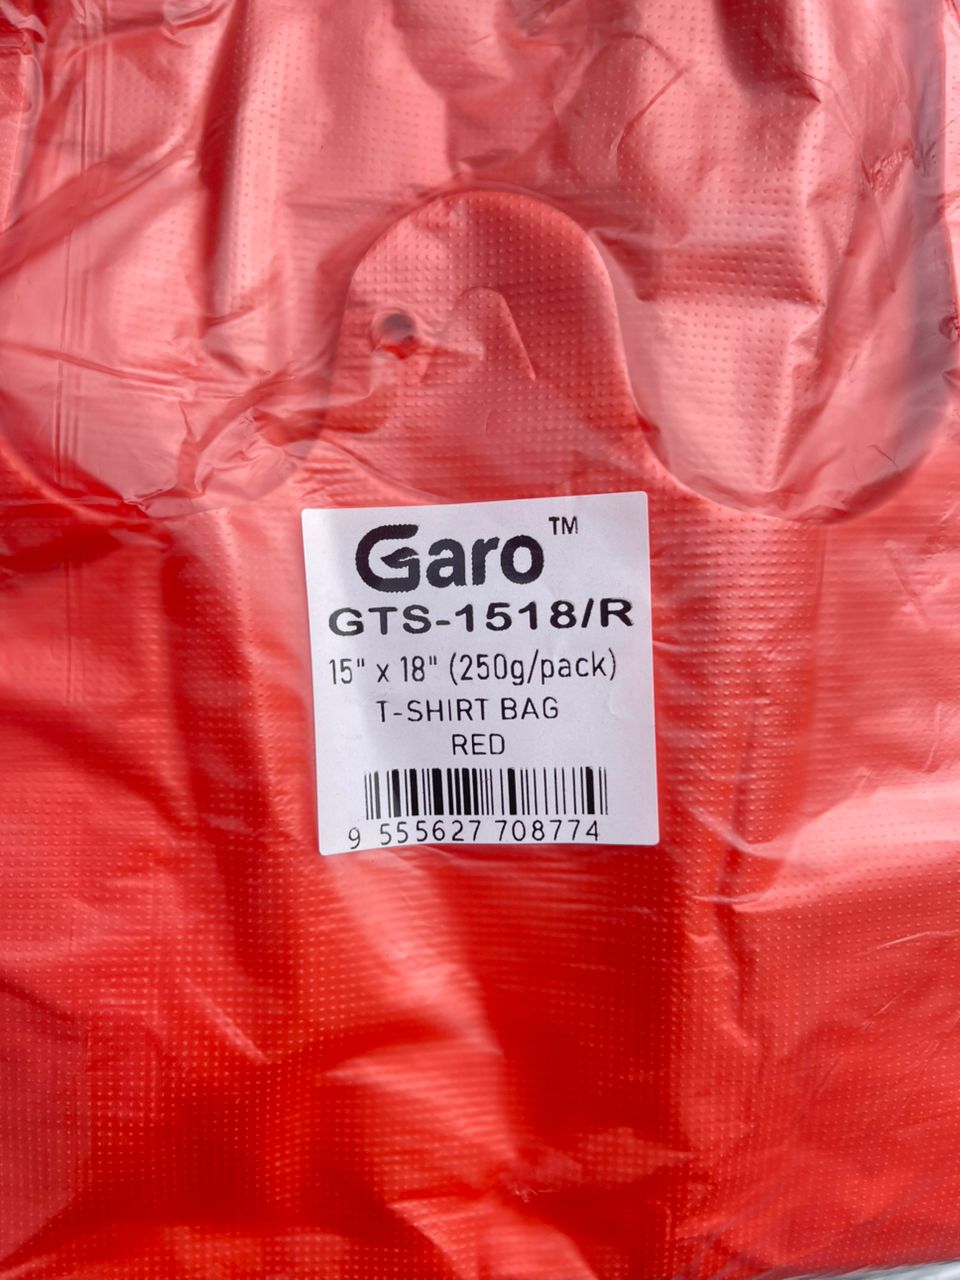 Garo™
GTS-1518/R
15" x 18" (250g/pack)
T-SHIRT BAG
RED
9 555627 708774